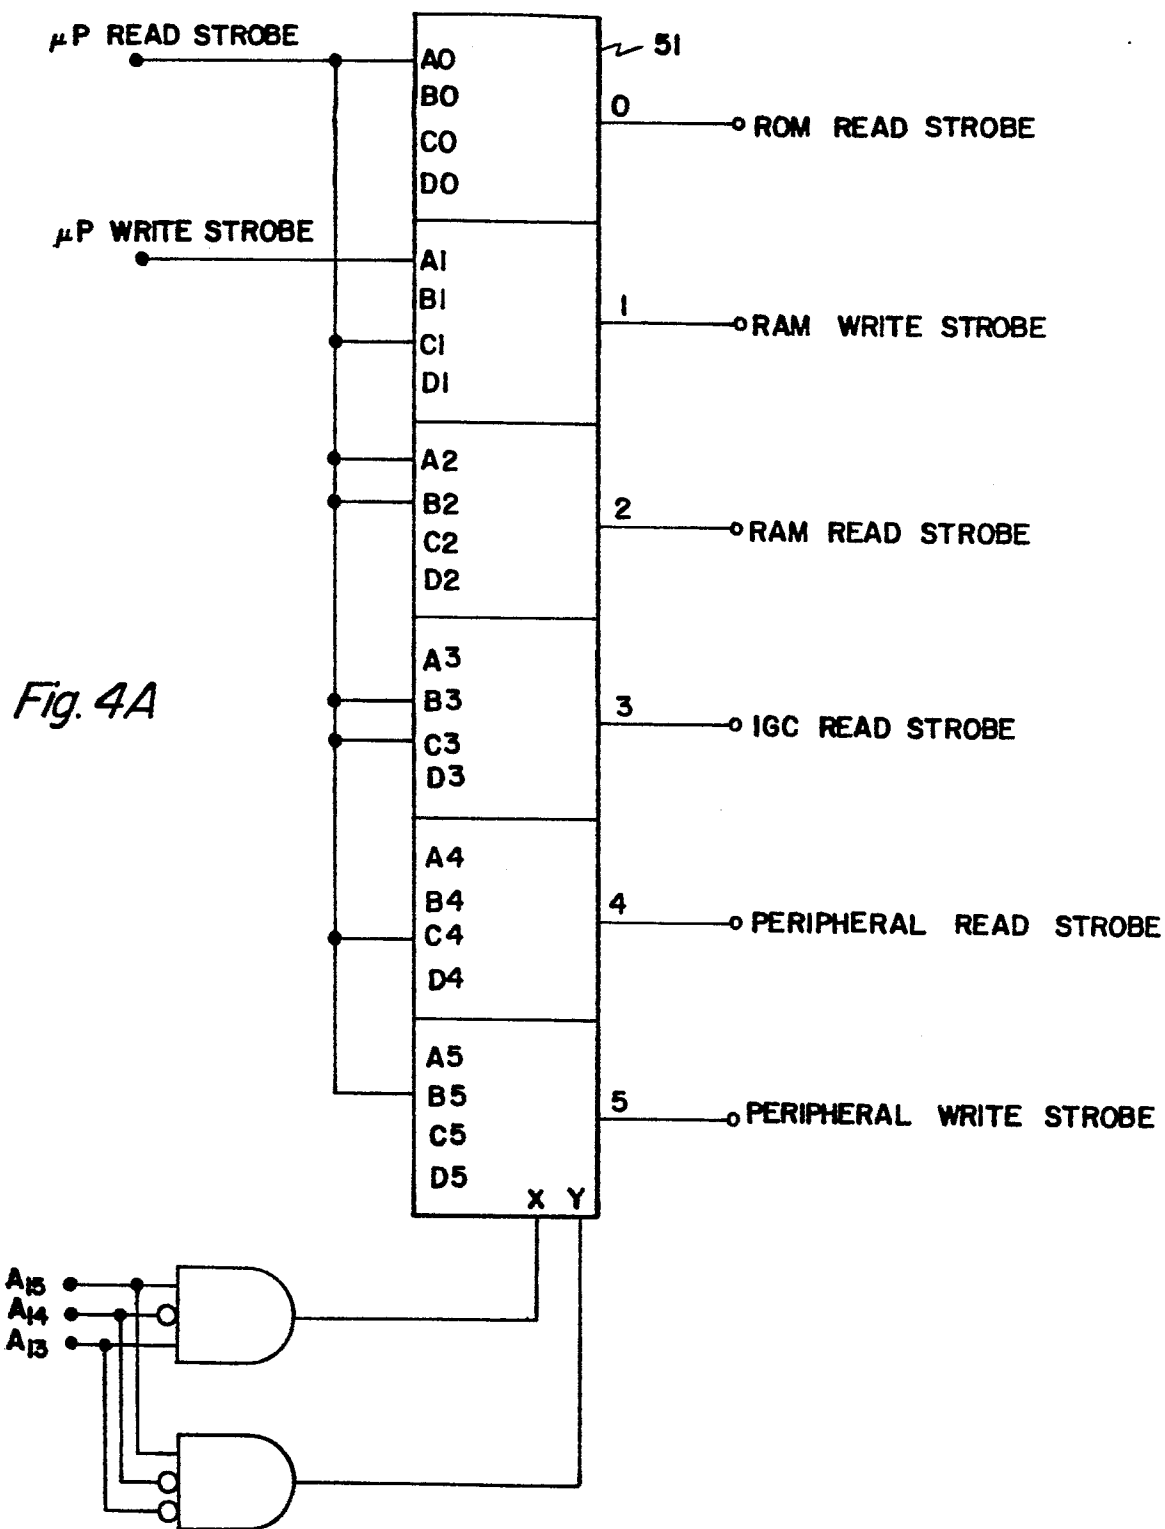 μP READ STROBE
51
A0
B0
C0
D0
0
ROM READ STROBE
μP WRITE STROBE
A1
B1
C1
D1
1
RAM WRITE STROBE
A2
B2
C2
D2
2
RAM READ STROBE
Fig. 4A
A3
B3
C3
D3
3
IGC READ STROBE
A4
B4
C4
D4
4
PERIPHERAL READ STROBE
A5
B5
C5
D5
5
PERIPHERAL WRITE STROBE
X Y
A15
A14
A13